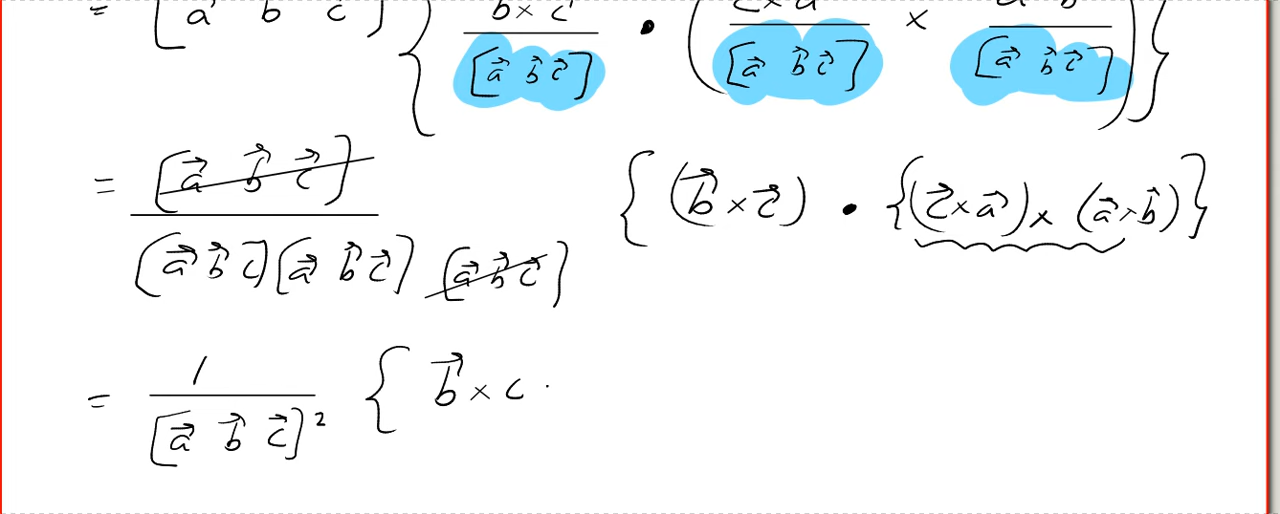 = [a⃗ b⃗ c⃗] { b⃗ × c⃗ / [a⃗ b⃗ c⃗] • ( c⃗ × a⃗ / [a⃗ b⃗ c⃗] × a⃗ × b⃗ / [a⃗ b⃗ c⃗] ) }
= [a⃗ b⃗ c⃗] / [a⃗ b⃗ c⃗] [a⃗ b⃗ c⃗] [a⃗ b⃗ c⃗] { (b⃗ × c⃗) • {(c⃗ × a⃗) × (a⃗ × b⃗)}
= 1 / [a⃗ b⃗ c⃗]² { b⃗ × c ·